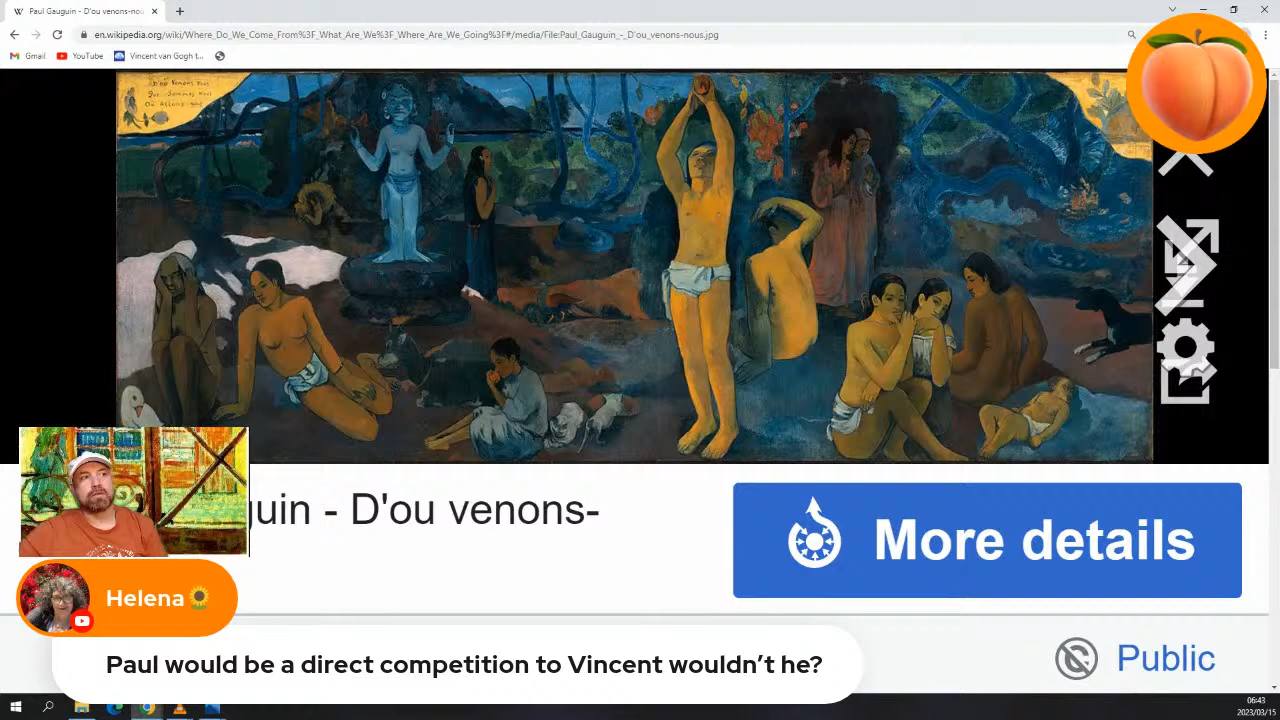 Paul Gauguin - D'ou venons-nou
en.wikipedia.org/wiki/Where_Do_We_Come_From%3F_What_Are_We%3F_Where_Are_We_Going%3F#/media/File:Paul_Gauguin_-_D'ou_venons-nous.jpg
Gmail YouTube Vincent van Gogh t...
D'où Venons Nous
Que Sommes Nous
Où Allons Nous
uin - D'ou venons-
More details
Helena
Paul would be a direct competition to Vincent wouldn't he?
Public
06:43
2023/03/15